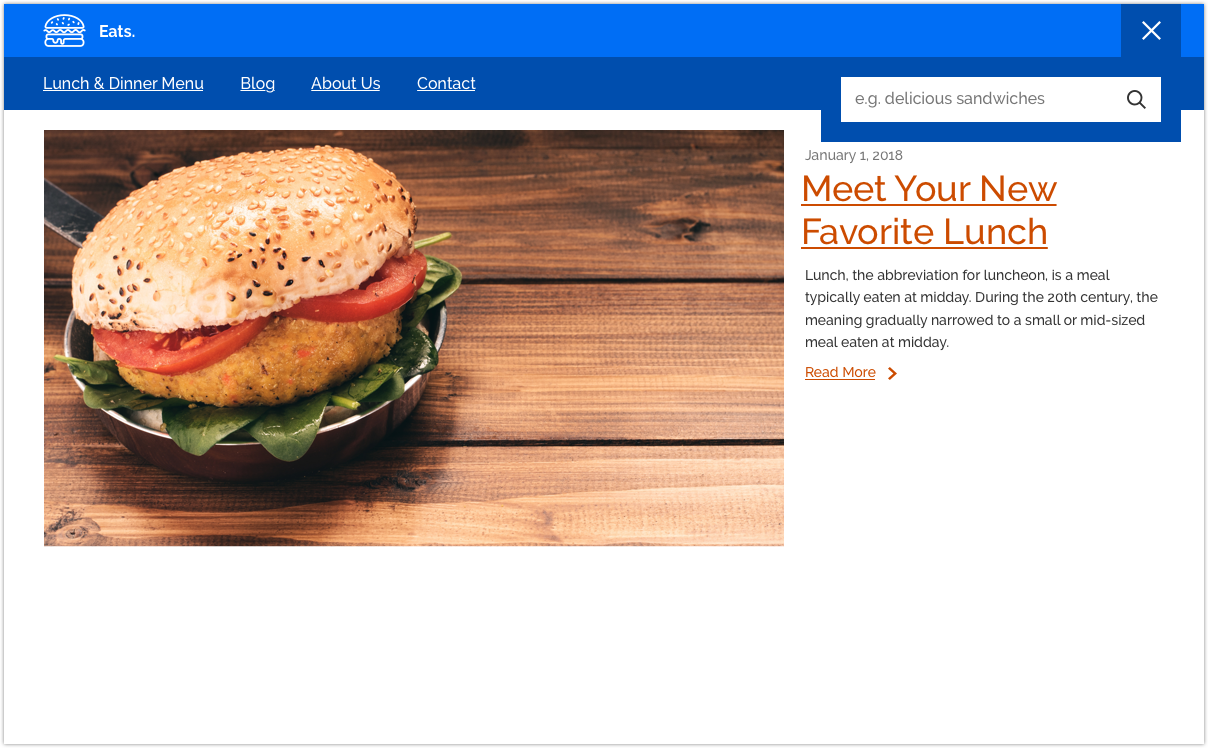 Eats.
Lunch & Dinner Menu Blog About Us Contact
e.g. delicious sandwiches
January 1, 2018
Meet Your New
Favorite Lunch
Lunch, the abbreviation for luncheon, is a meal
typically eaten at midday. During the 20th century, the
meaning gradually narrowed to a small or mid-sized
meal eaten at midday.
Read More